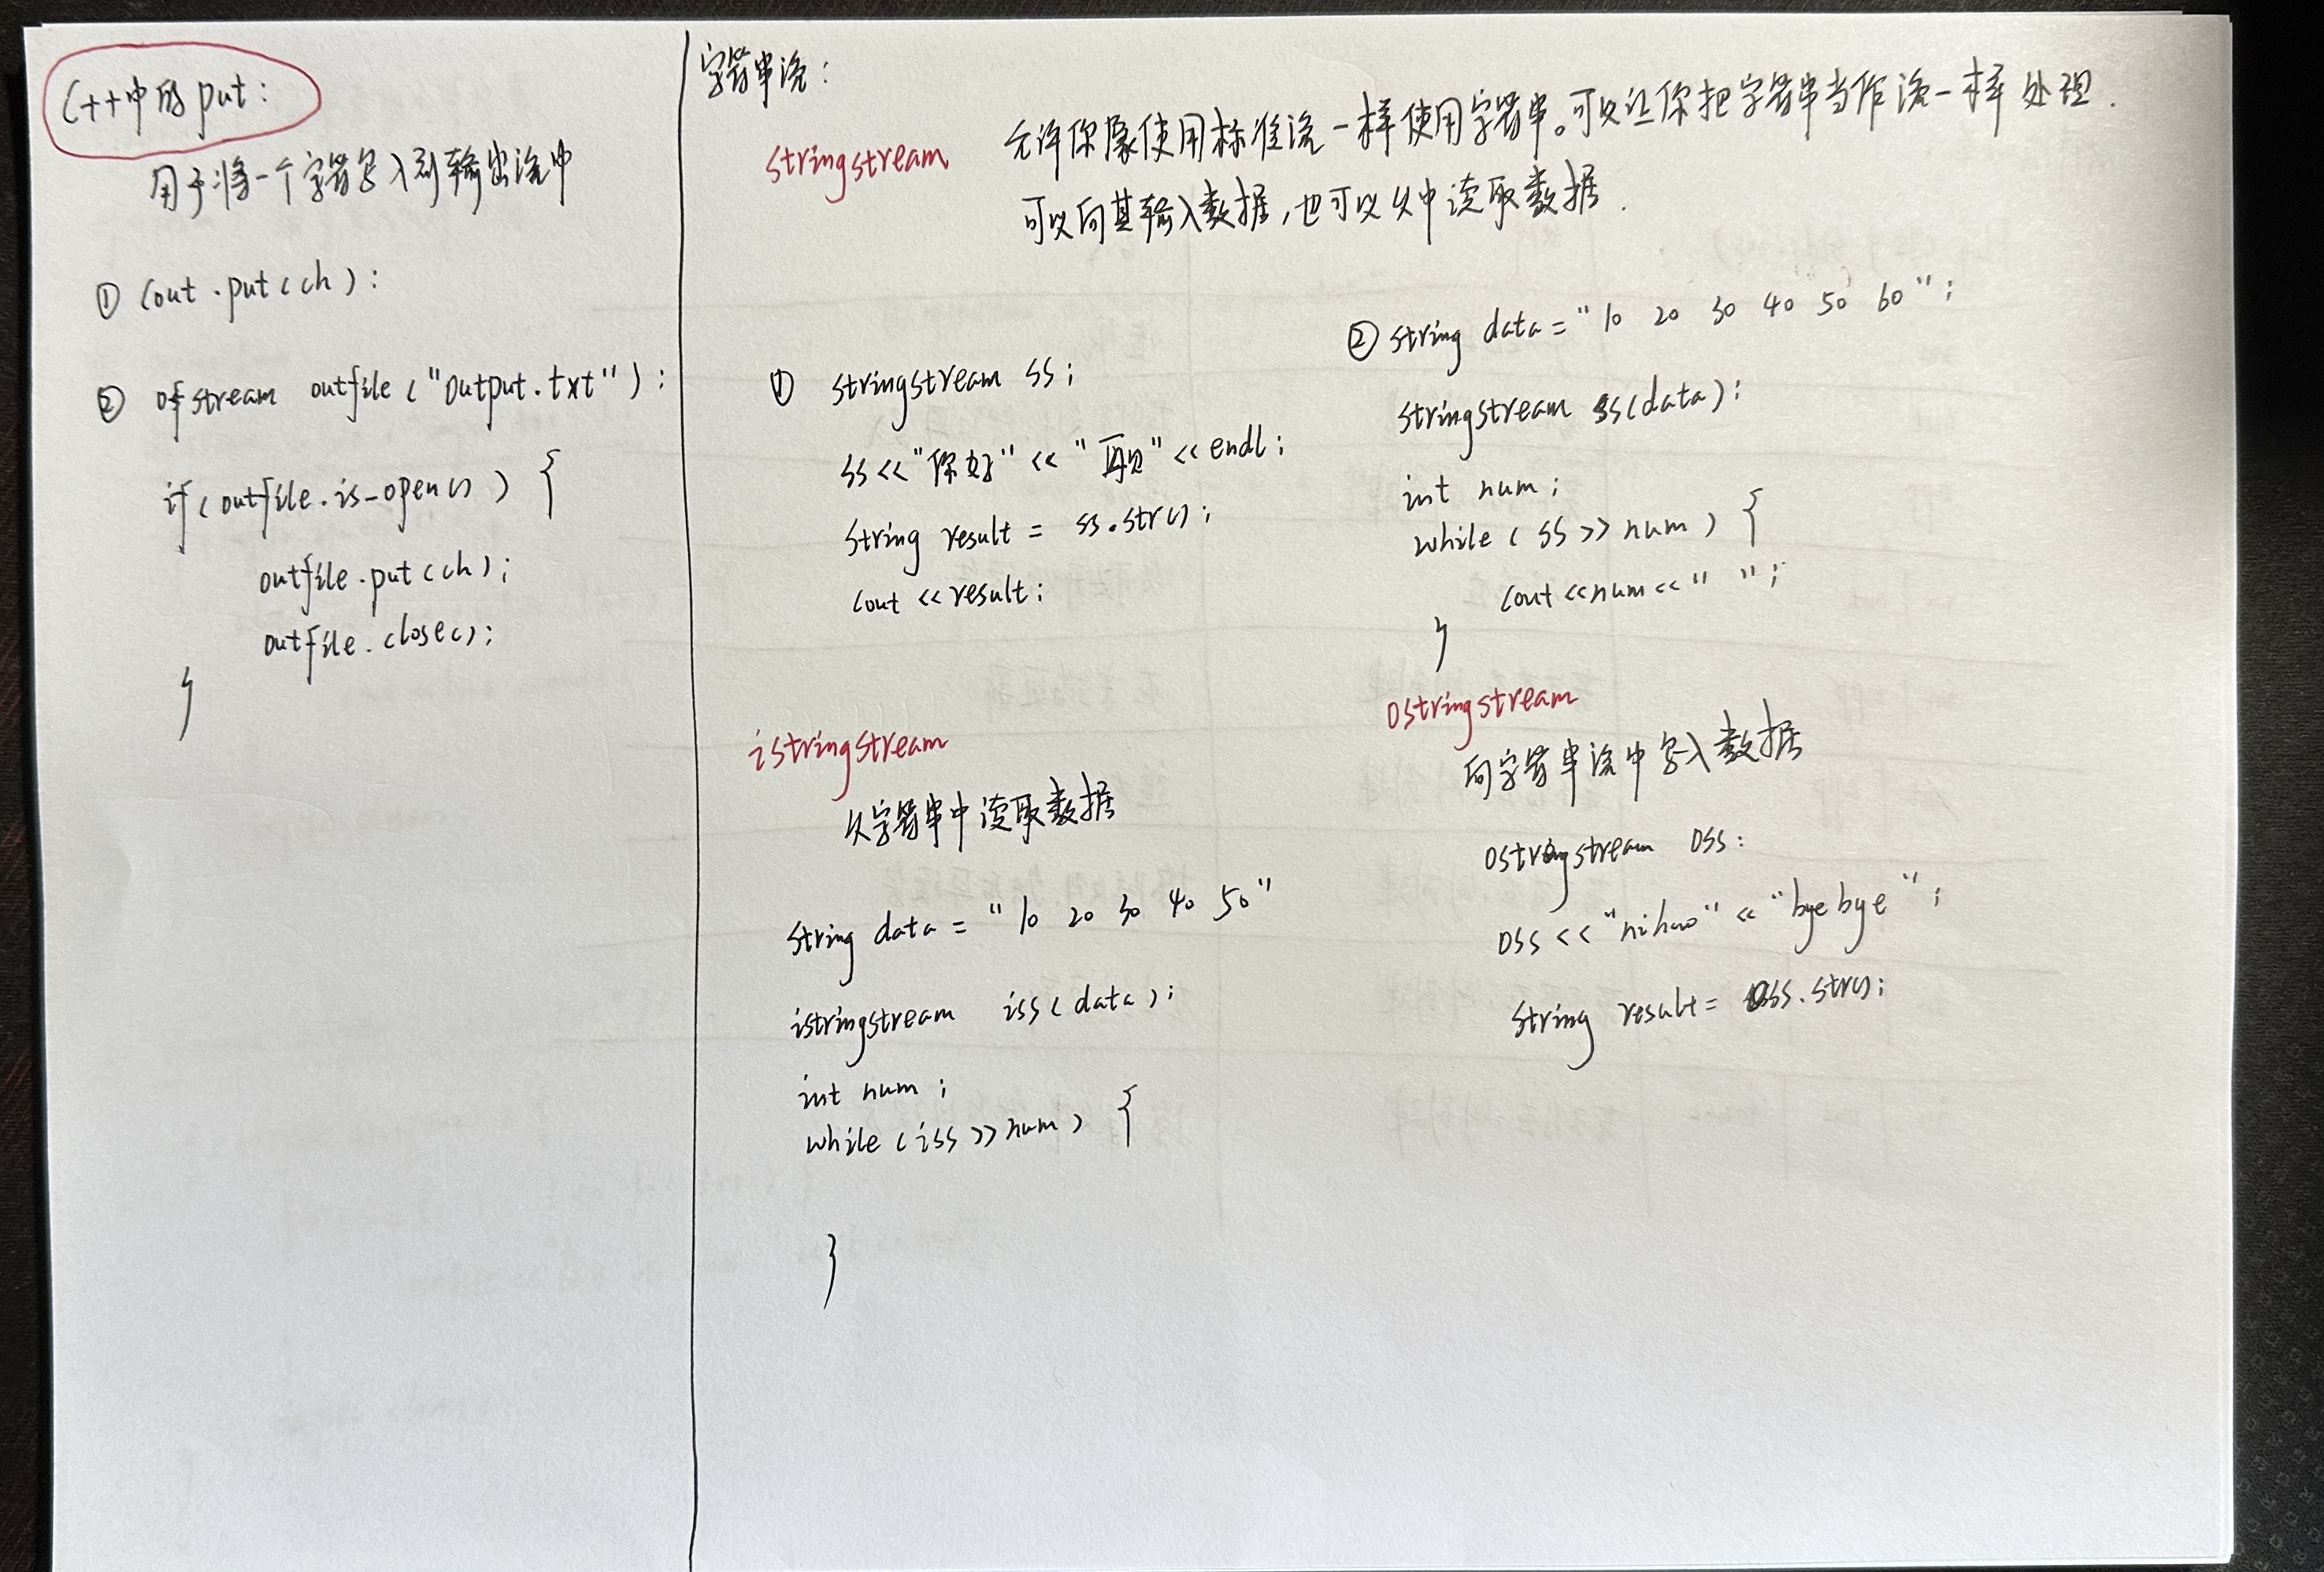 C++中的put:
用于将一个字符写入到输出流中
① cout.put(ch);
② ofstream outfile("output.txt");
if(outfile.is_open()) {
outfile.put(ch);
outfile.close();
}
字符串流:
stringstream
允许你像使用标准流一样使用字符串。可以让你把字符串当作流一样处理.
可以向其输入数据,也可以从中读取数据.
① stringstream ss;
ss<<"你好"<<"再见"<<endl;
string result = ss.str();
cout <<result;
② string data="10 20 30 40 50 60";
stringstream ss(data);
int num;
while(ss>>num) {
cout<<num<<" ";
}
istringstream
从字符串中读取数据
string data = "10 20 30 40 50"
istringstream iss(data);
int num;
while(iss>>num) {
}
ostringstream
向字符串流中写入数据
ostringstream oss;
oss<<"nihao"<<"byebye";
string result= oss.str();